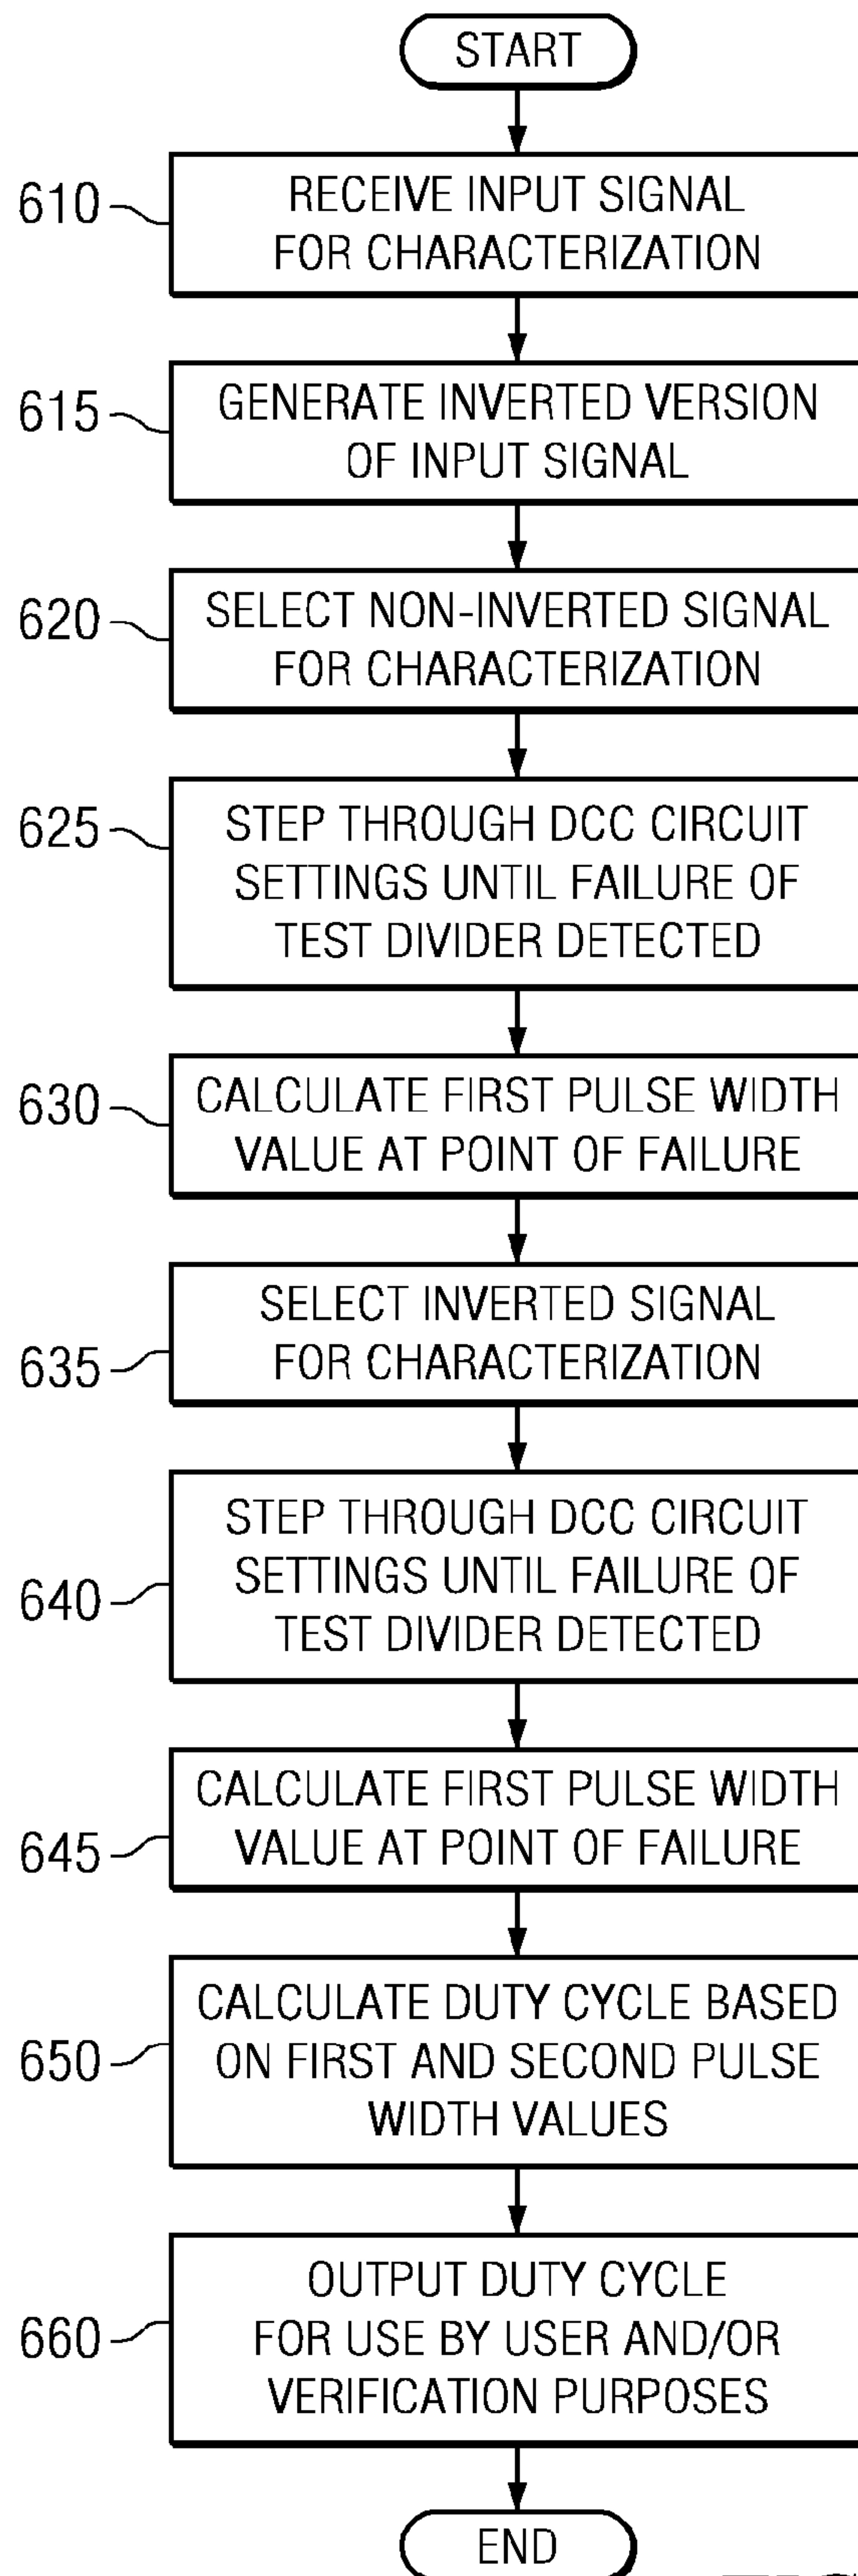 START
610
RECEIVE INPUT SIGNAL
FOR CHARACTERIZATION
615
GENERATE INVERTED VERSION
OF INPUT SIGNAL
620
SELECT NON-INVERTED SIGNAL
FOR CHARACTERIZATION
625
STEP THROUGH DCC CIRCUIT
SETTINGS UNTIL FAILURE OF
TEST DIVIDER DETECTED
630
CALCULATE FIRST PULSE WIDTH
VALUE AT POINT OF FAILURE
635
SELECT INVERTED SIGNAL
FOR CHARACTERIZATION
640
STEP THROUGH DCC CIRCUIT
SETTINGS UNTIL FAILURE OF
TEST DIVIDER DETECTED
645
CALCULATE FIRST PULSE WIDTH
VALUE AT POINT OF FAILURE
650
CALCULATE DUTY CYCLE BASED
ON FIRST AND SECOND PULSE
WIDTH VALUES
660
OUTPUT DUTY CYCLE
FOR USE BY USER AND/OR
VERIFICATION PURPOSES
END